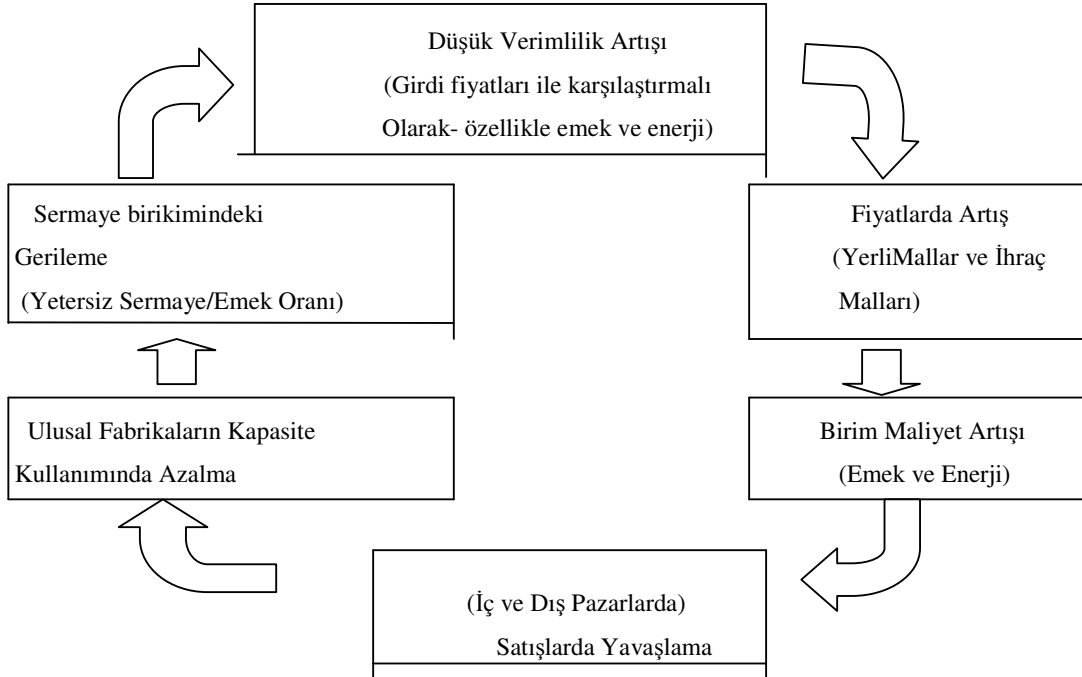 Düşük Verimlilik Artışı
(Girdi fiyatları ile karşılaştırmalı
Olarak- özellikle emek ve enerji)
Sermaye birikimindeki
Gerileme
(Yetersiz Sermaye/Emek Oranı)
Fiyatlarda Artış
(YerliMallar ve İhraç
Malları)
Ulusal Fabrikaların Kapasite
Kullanımında Azalma
Birim Maliyet Artışı
(Emek ve Enerji)
(İç ve Dış Pazarlarda)
Satışlarda Yavaşlama